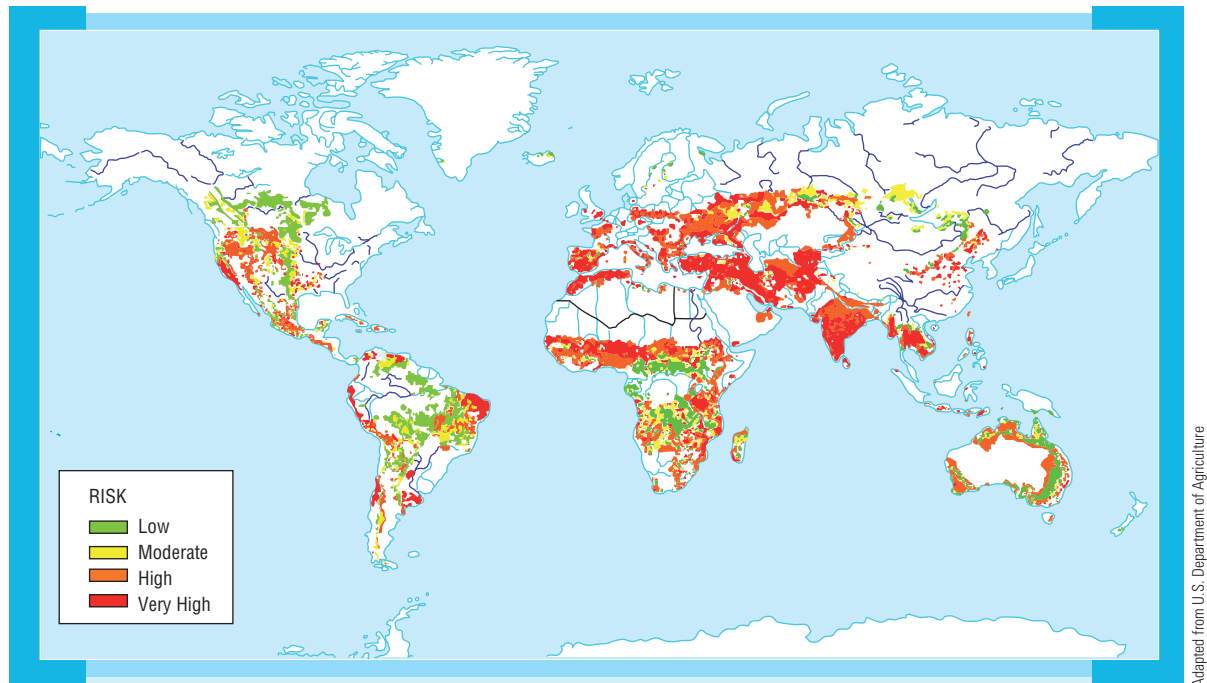 RISK
Low
Moderate
High
Very High
Adapted from U.S. Department of Agriculture